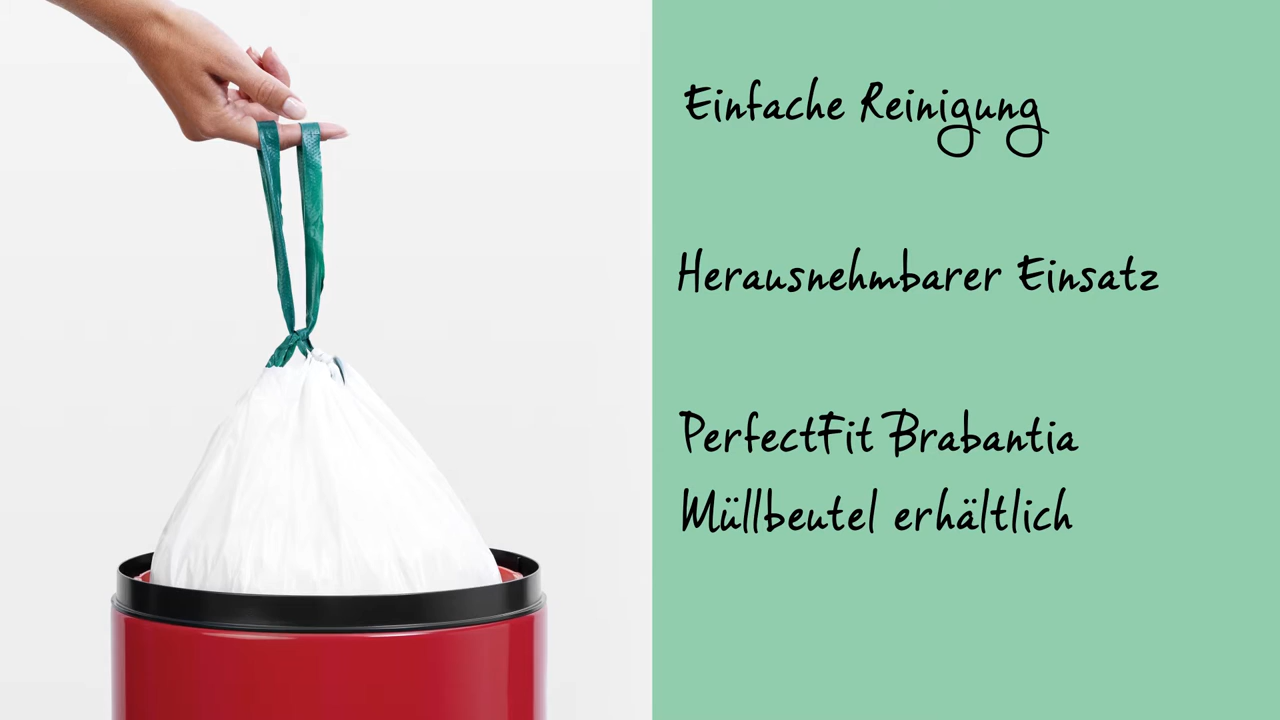 Einfache Reinigung
Herausnehmbarer Einsatz
PerfectFit Brabantia
Müllbeutel erhältlich